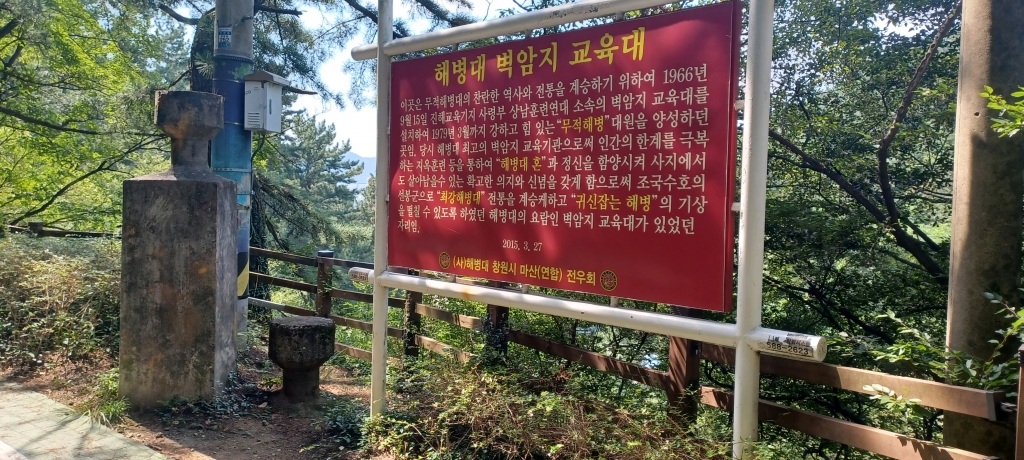 해병대 벽암지 교육대
이곳은 무적해병대의 찬란한 역사와 전통을 계승하기 위하여 1966년
9월 15일 진해교육기지 사령부 상남훈련연대 소속의 벽암지 교육대를
설치하여 1979년 3월까지 강하고 힘 있는 "무적해병" 대원을 양성하던
곳임. 당시 해병대 최고의 벽암지 교육기관으로써 인간의 한계를 극복
하는 지옥훈련 등을 통하여 "해병대 혼"과 정신을 함양시켜 사지에서
도 살아남을수 있는 확고한 의지와 신념을 갖게 함으로써 조국수호의
선봉군으로 "최강해병대" 전통을 계승케하고 "귀신잡는 해병"의 기상
을 떨칠 수 있도록 하였던 해병대의 요람인 벽암지 교육대가 있었던
자리임.
2015. 3. 27
(사)해병대 창원시 마산(연합) 전우회
288-2623